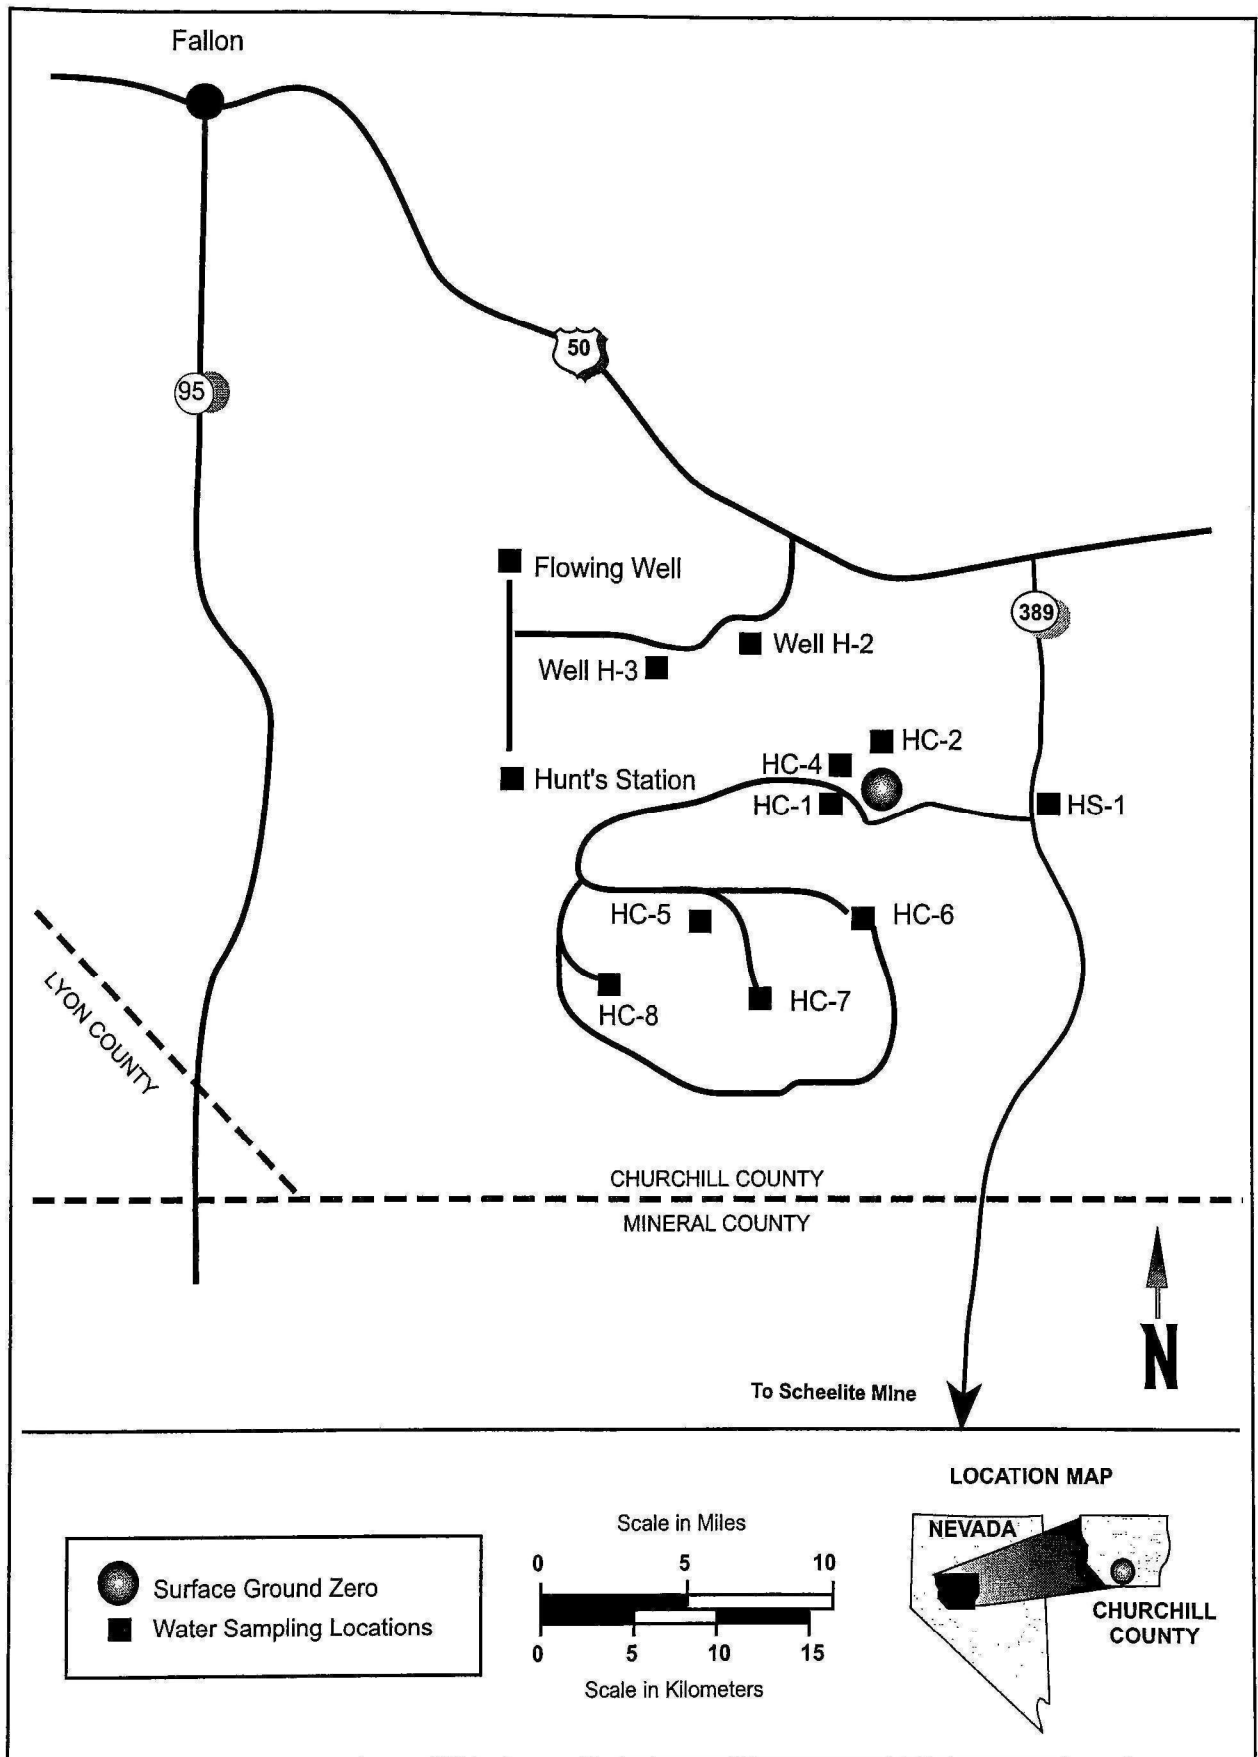 Fallon
50
95
Flowing Well
389
Well H-2
Well H-3
HC-2
HC-4
Hunt's Station
HC-1
HS-1
HC-5
HC-6
HC-7
HC-8
LYON COUNTY
CHURCHILL COUNTY
MINERAL COUNTY
N
To Scheelite Mine
LOCATION MAP
Scale in Miles
NEVADA
0 5 10
Surface Ground Zero
Water Sampling Locations
CHURCHILL
COUNTY
0 5 10 15
Scale in Kilometers